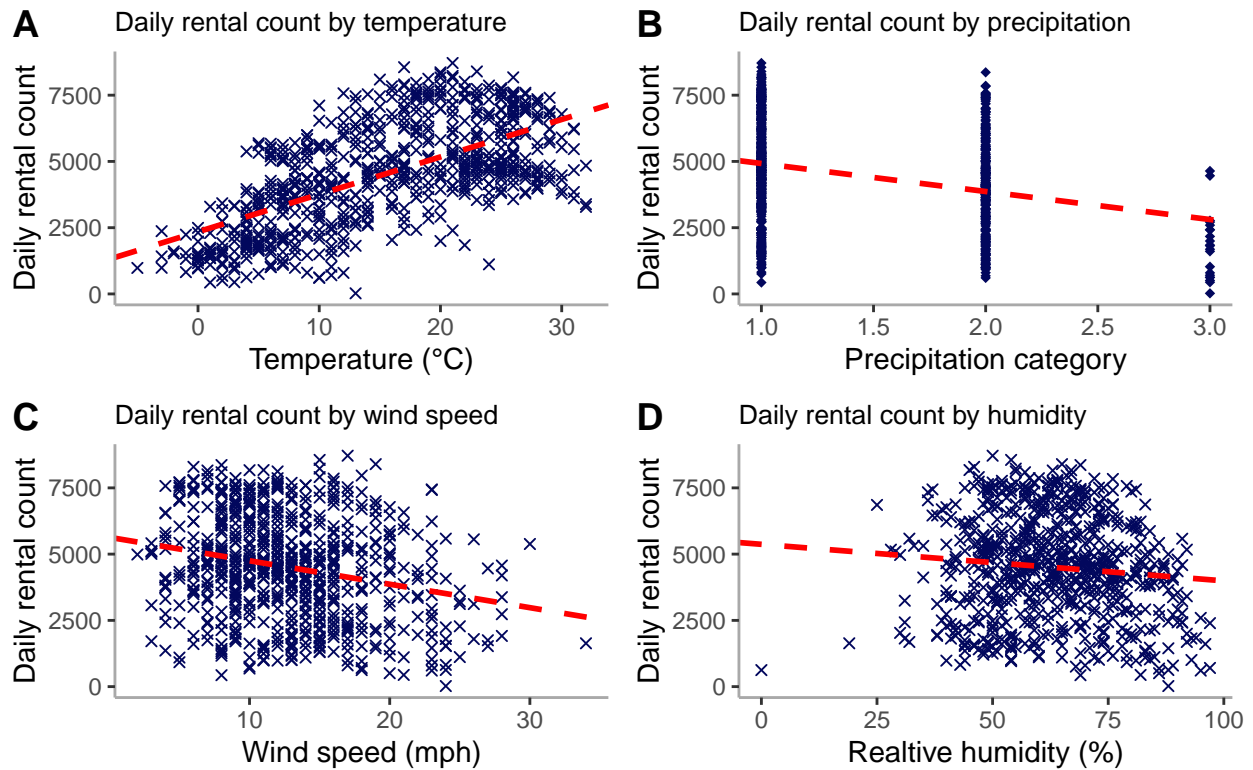 A
Daily rental count by temperature
Daily rental count
7500
5000
2500
0
0
10
20
30
Temperature (°C)
B
Daily rental count by precipitation
Daily rental count
7500
5000
2500
0
1.0
1.5
2.0
2.5
3.0
Precipitation category
C
Daily rental count by wind speed
Daily rental count
7500
5000
2500
0
10
20
30
Wind speed (mph)
D
Daily rental count by humidity
Daily rental count
7500
5000
2500
0
0
25
50
75
100
Realtive humidity (%)